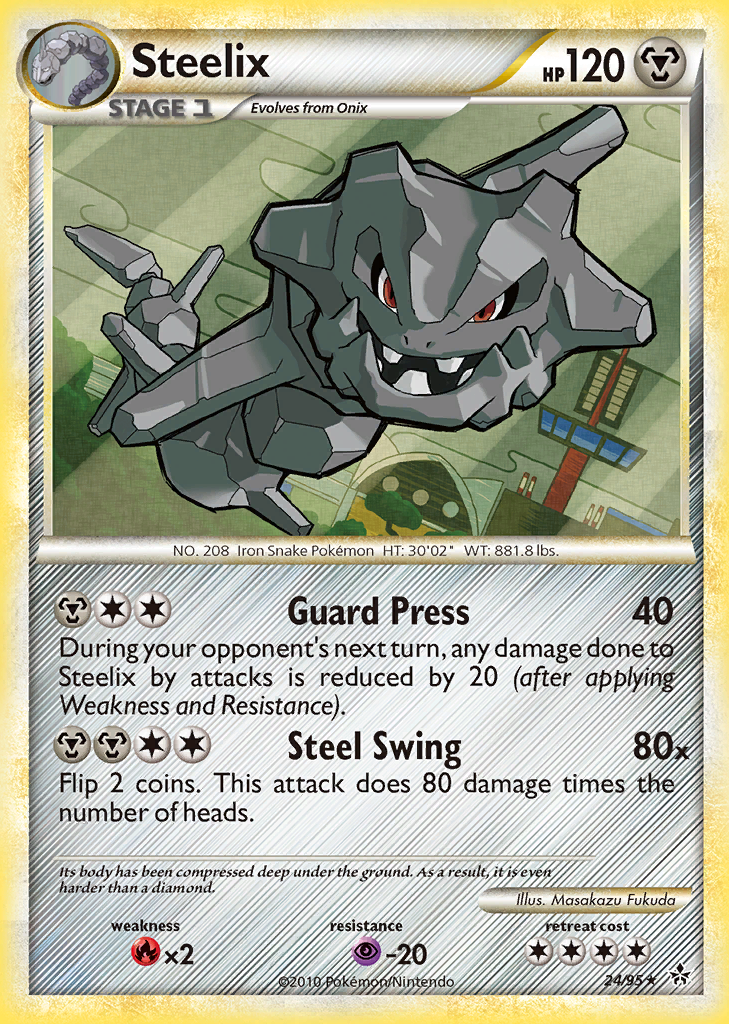 Steelix
HP 120
STAGE 1
Evolves from Onix
NO. 208 Iron Snake Pokémon HT: 30'02" WT: 881.8 lbs.
Guard Press 40
During your opponent's next turn, any damage done to
Steelix by attacks is reduced by 20 (after applying
Weakness and Resistance).
Steel Swing 80x
Flip 2 coins. This attack does 80 damage times the
number of heads.
Its body has been compressed deep under the ground. As a result, it is even
harder than a diamond.
Illus. Masakazu Fukuda
weakness resistance retreat cost
×2 -20
©2010 Pokémon/Nintendo
24/95 ★